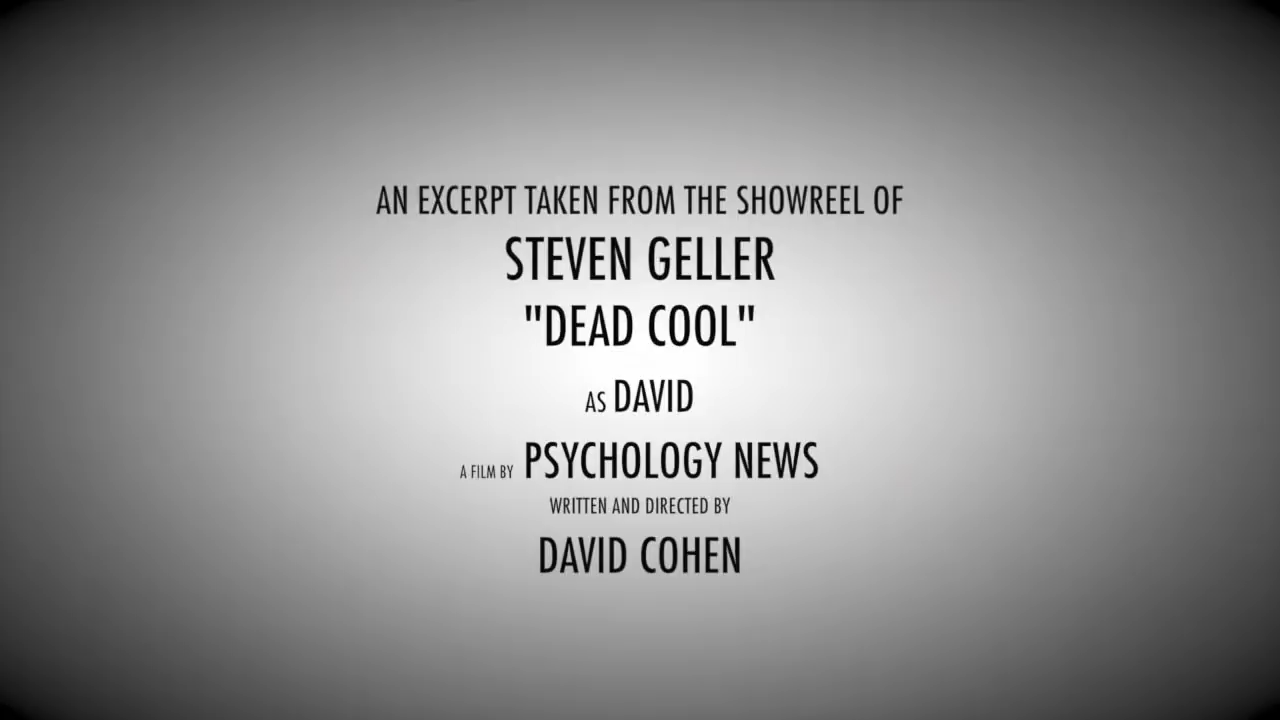 AN EXCERPT TAKEN FROM THE SHOWREEL OF
STEVEN GELLER
"DEAD COOL"
AS DAVID
A FILM BY PSYCHOLOGY NEWS
WRITTEN AND DIRECTED BY
DAVID COHEN